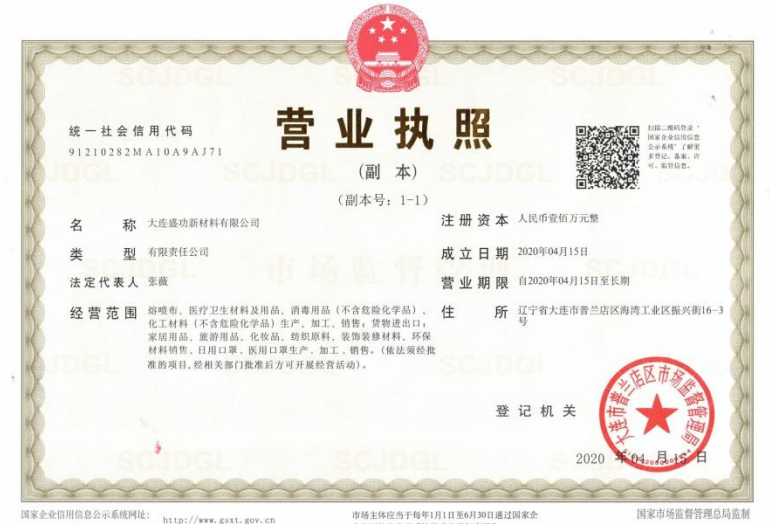 统一社会信用代码
91210282MA10A9AJ71
营业执照
(副 本)
(副本号：1-1)
扫描二维码登录"
国家企业信用信息
公示系统"了解更
多登记、备案、许
可、监管信息。
名 称 大连盛功新材料有限公司
类 型 有限责任公司
法定代表人 张薇
经营范围 熔喷布、医疗卫生材料及用品、消毒用品（不含危险化学品）、
化工材料（不含危险化学品）生产、加工、销售；货物进出口；
家居用品、旅游用品、化妆品、纺织原料、装饰装修材料、环保
材料销售、日用口罩、医用口罩生产、加工、销售。（依法须经批
准的项目,经相关部门批准后方可开展经营活动）。
注册资本 人民币壹佰万元整
成立日期 2020年04月15日
营业期限 自2020年04月15日至长期
住 所 辽宁省大连市普兰店区海湾工业区振兴街16-3
号
登记机关
大连市普兰店区市场监督管理局
2020 年 04 月 15 日
国家企业信用信息公示系统网址：
http://www.gsxt.gov.cn
市场主体应当于每年1月1日至6月30日通过国家企
国家市场监督管理总局监制
SCJDGL
市场监督